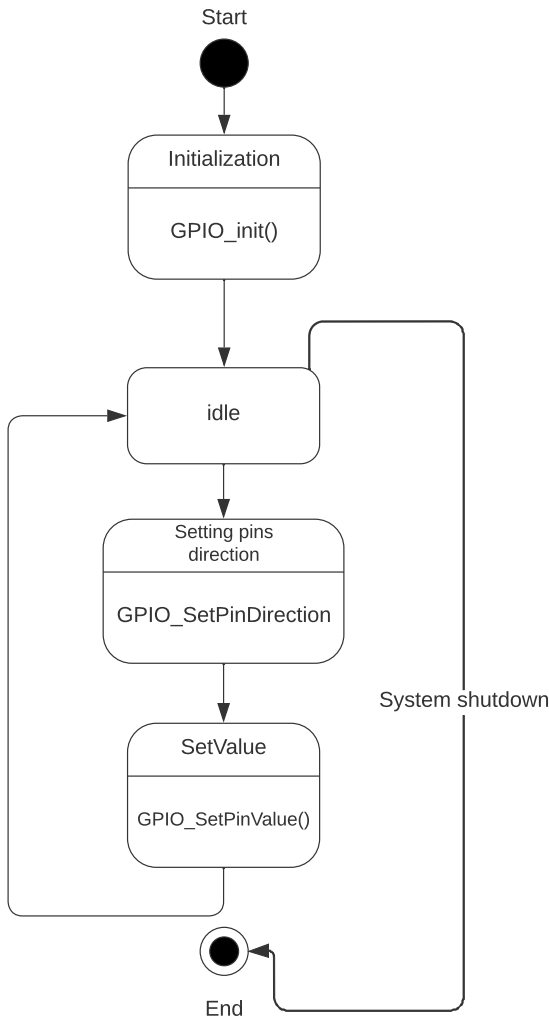 Start
Initialization
GPIO_init()
idle
Setting pins
direction
GPIO_SetPinDirection
System shutdown
SetValue
GPIO_SetPinValue()
End